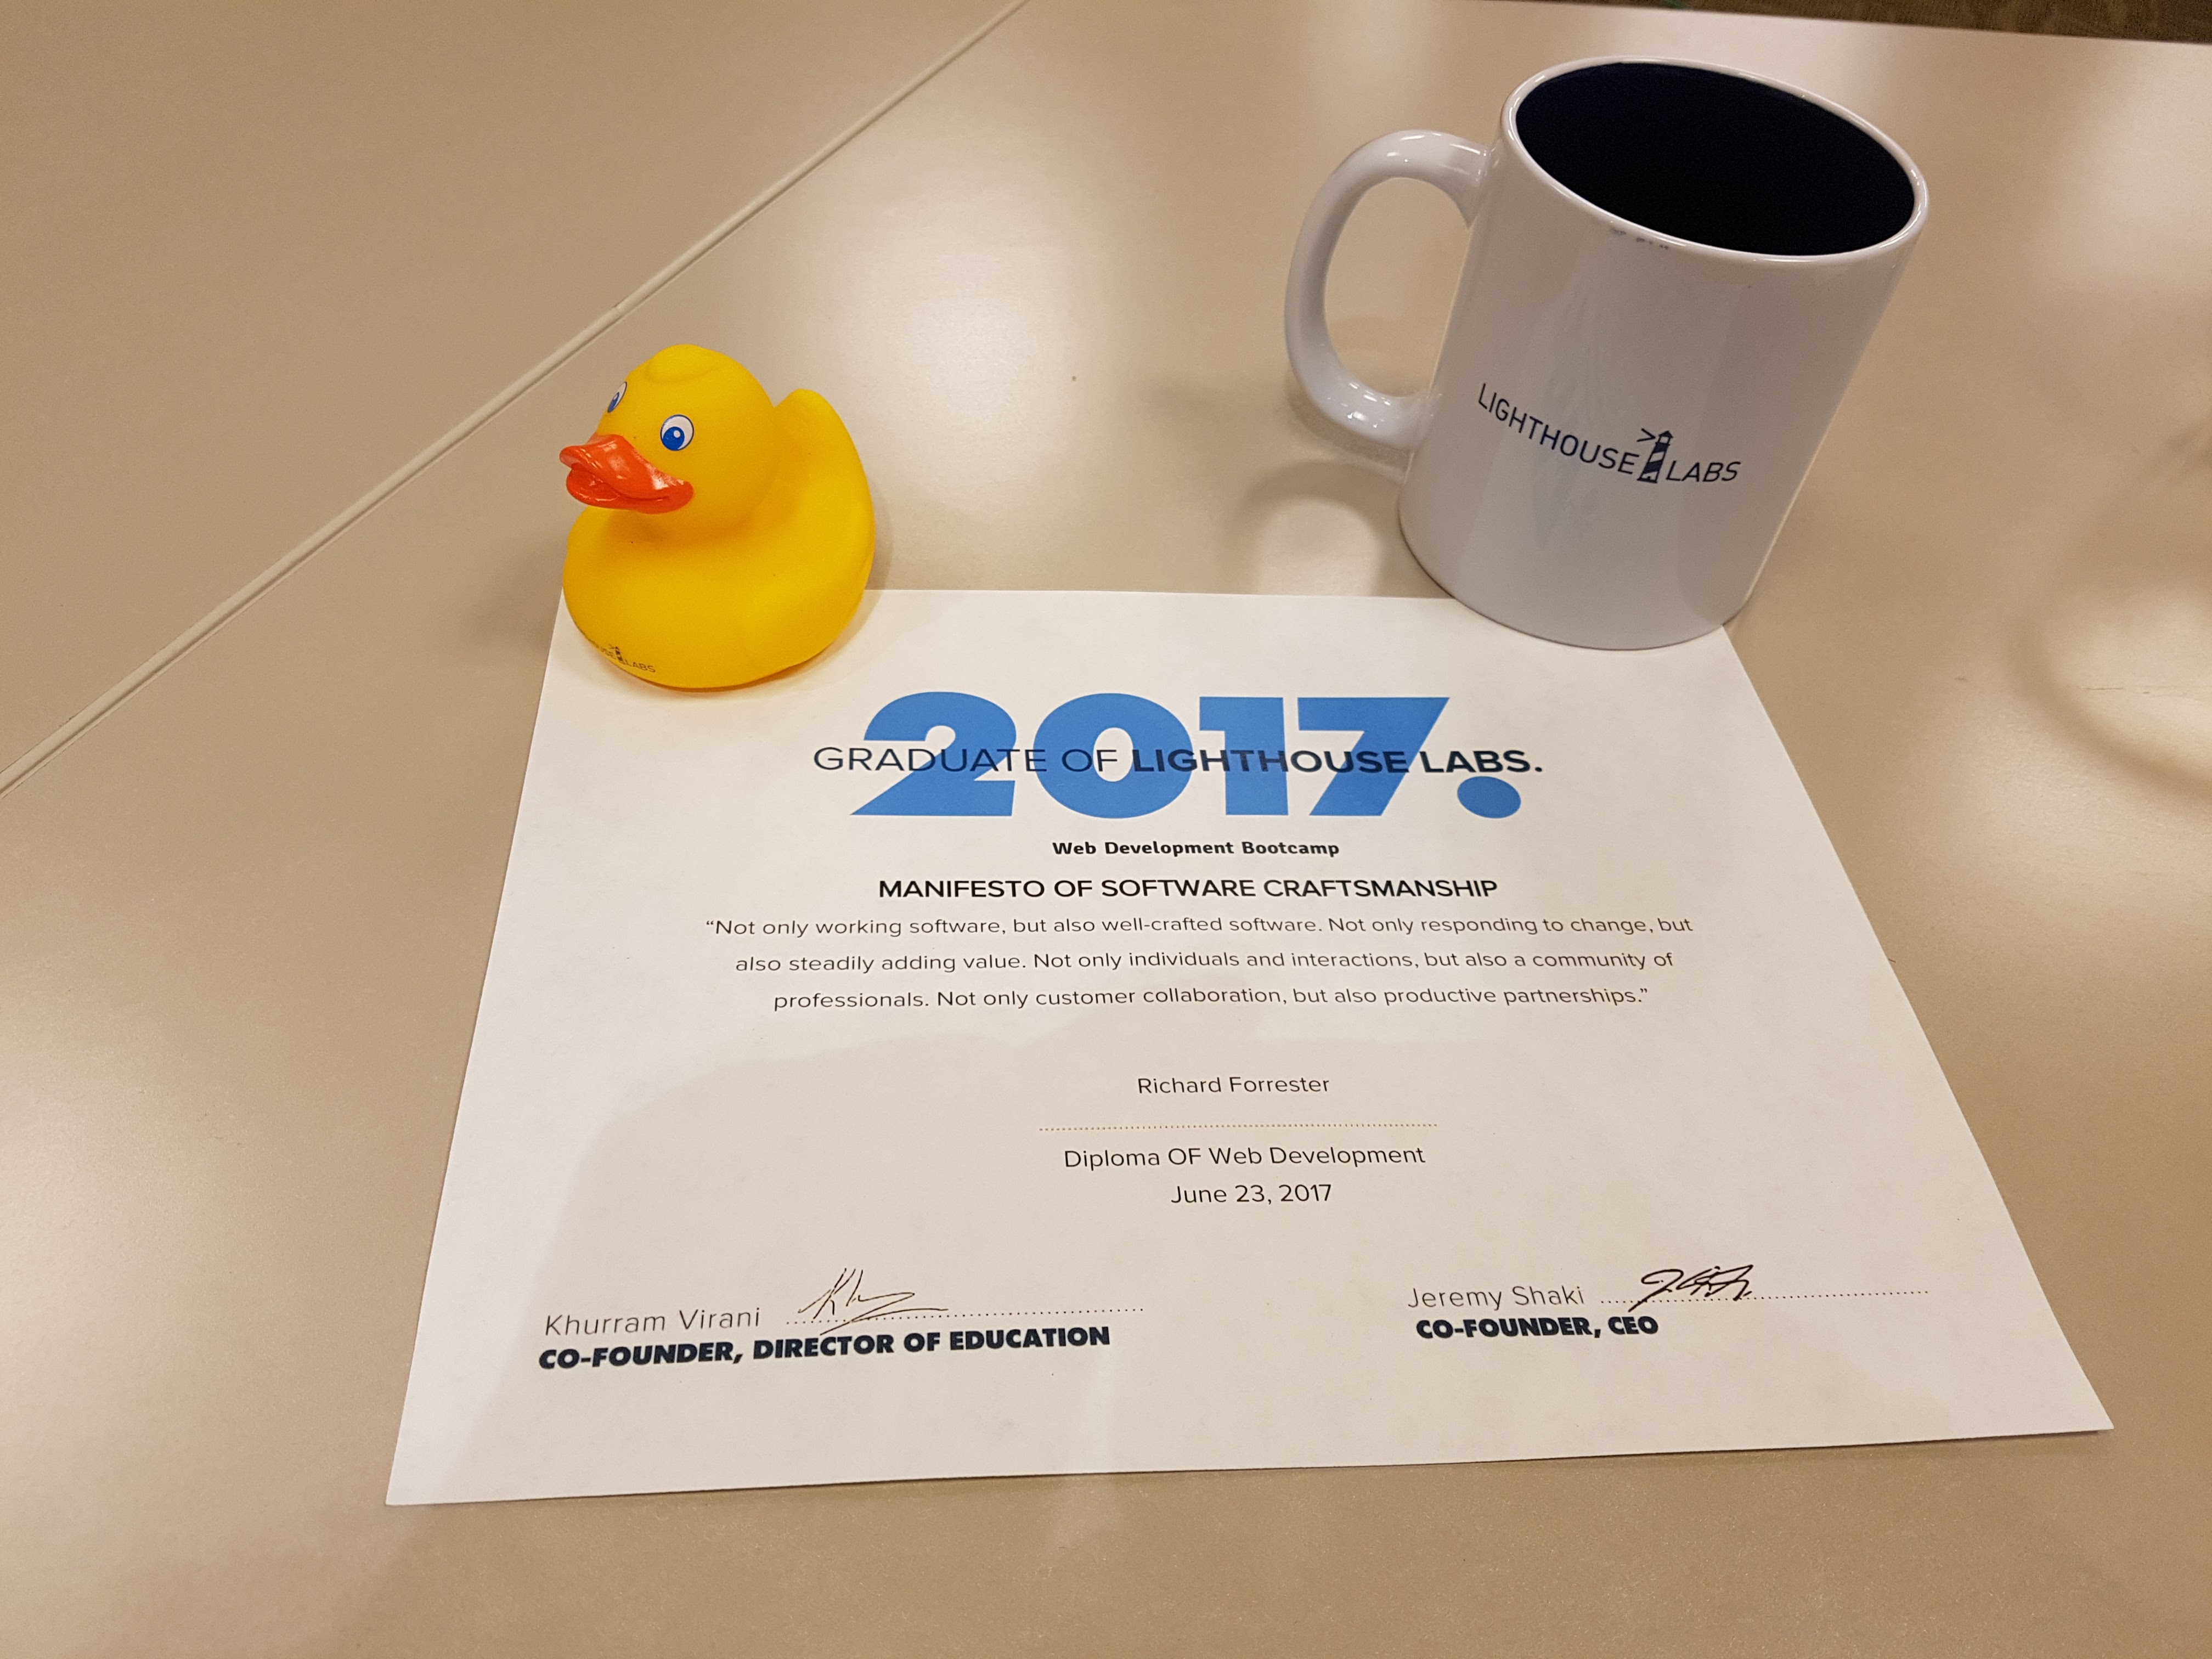 LIGHTHOUSE LABS
LABS
2017.
GRADUATE OF LIGHTHOUSE LABS.
Web Development Bootcamp
MANIFESTO OF SOFTWARE CRAFTSMANSHIP
“Not only working software, but also well-crafted software. Not only responding to change, but
also steadily adding value. Not only individuals and interactions, but also a community of
professionals. Not only customer collaboration, but also productive partnerships.”
Richard Forrester
Diploma OF Web Development
June 23, 2017
Khurram Virani
CO-FOUNDER, DIRECTOR OF EDUCATION
Jeremy Shaki
CO-FOUNDER, CEO